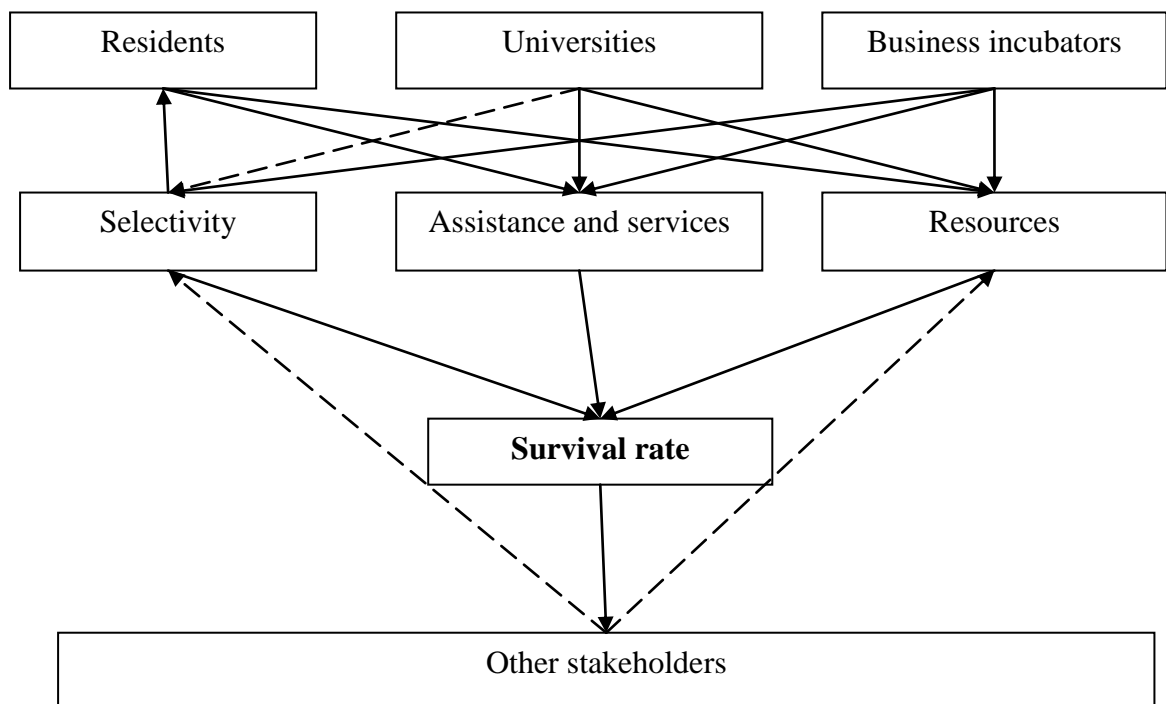 Residents
Universities
Business incubators
Selectivity
Assistance and services
Resources
Survival rate
Other stakeholders